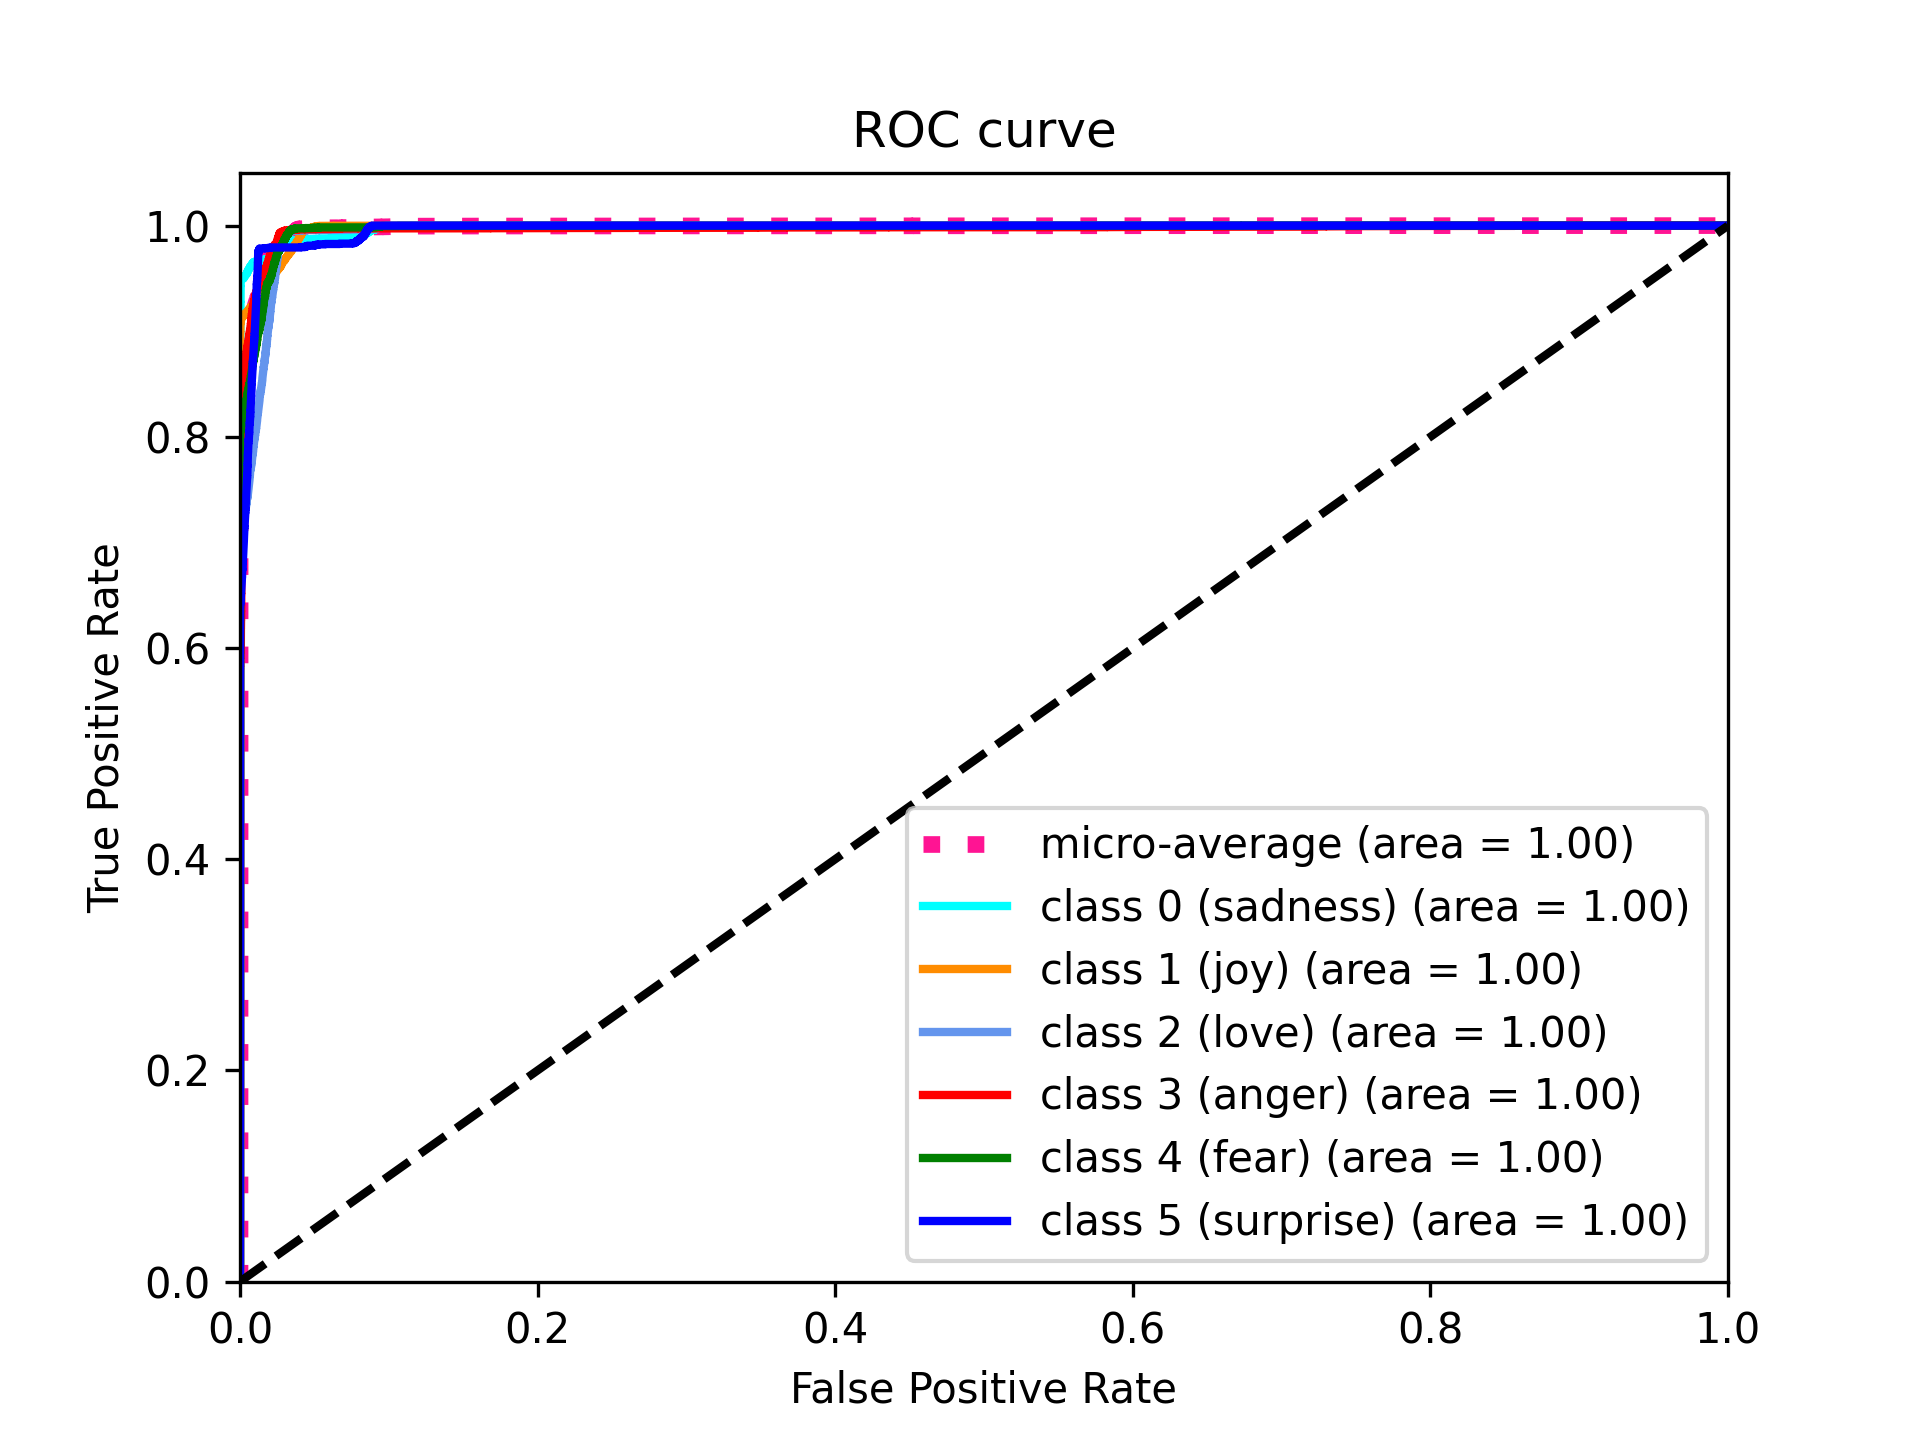 ROC curve
1.0
0.8
0.6
0.4
0.2
0.0
True Positive Rate
micro-average (area = 1.00)
class 0 (sadness) (area = 1.00)
class 1 (joy) (area = 1.00)
class 2 (love) (area = 1.00)
class 3 (anger) (area = 1.00)
class 4 (fear) (area = 1.00)
class 5 (surprise) (area = 1.00)
0.0 0.2 0.4 0.6 0.8 1.0
False Positive Rate